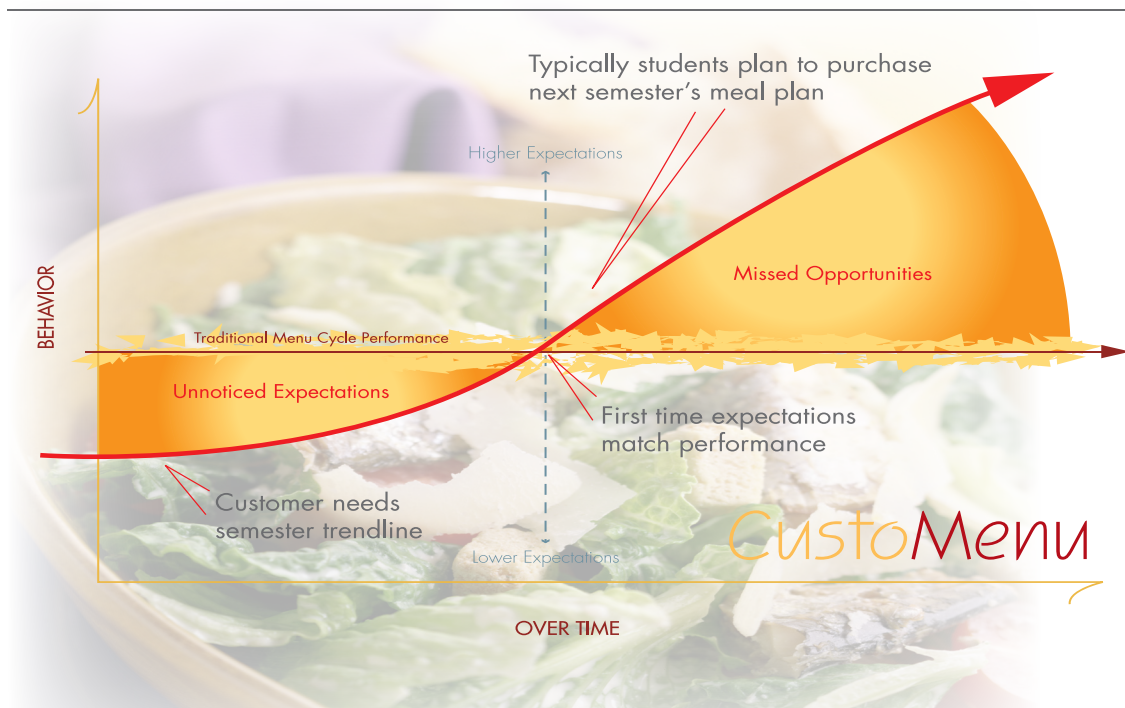 Typically students plan to purchase
next semester's meal plan
Higher Expectations
BEHAVIOR
Missed Opportunities
Traditional Menu Cycle Performance
Unnoticed Expectations
First time expectations
match performance
Customer needs
semester trendline
CustoMenu
Lower Expectations
OVER TIME